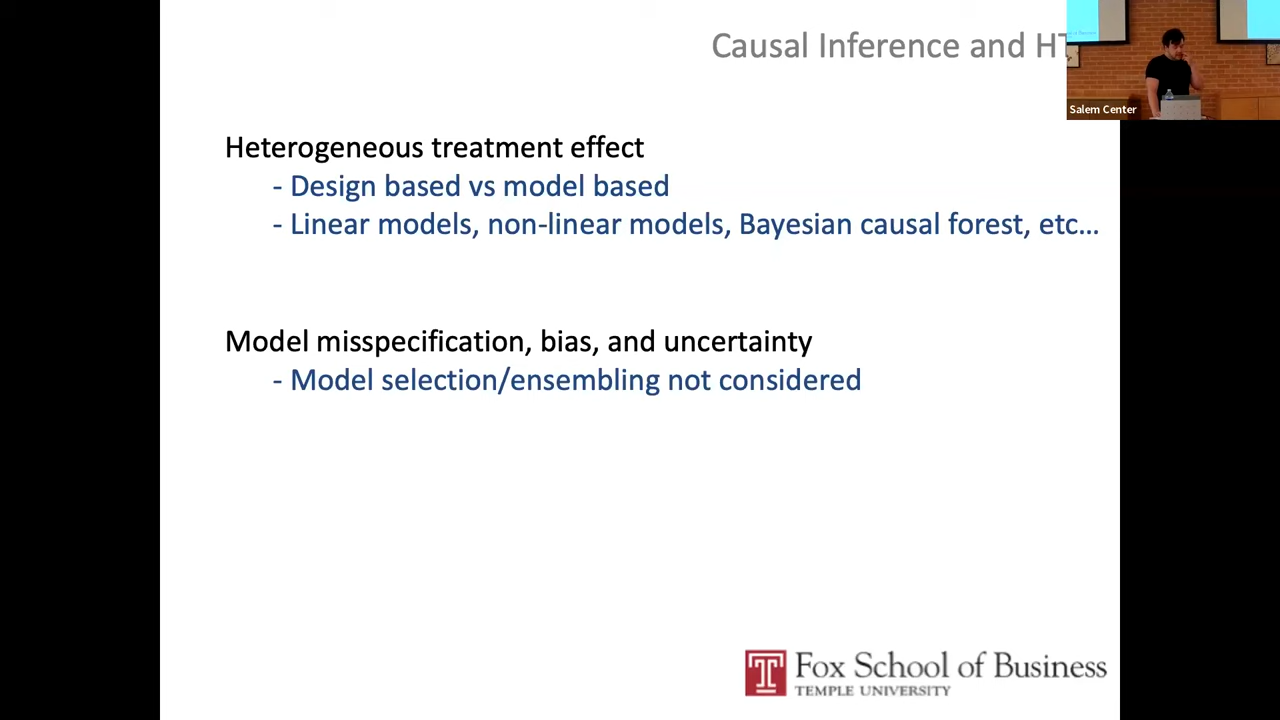 Causal Inference and HT
Salem Center
Heterogeneous treatment effect
- Design based vs model based
- Linear models, non-linear models, Bayesian causal forest, etc...
Model misspecification, bias, and uncertainty
- Model selection/ensembling not considered
Fox School of Business
TEMPLE UNIVERSITY